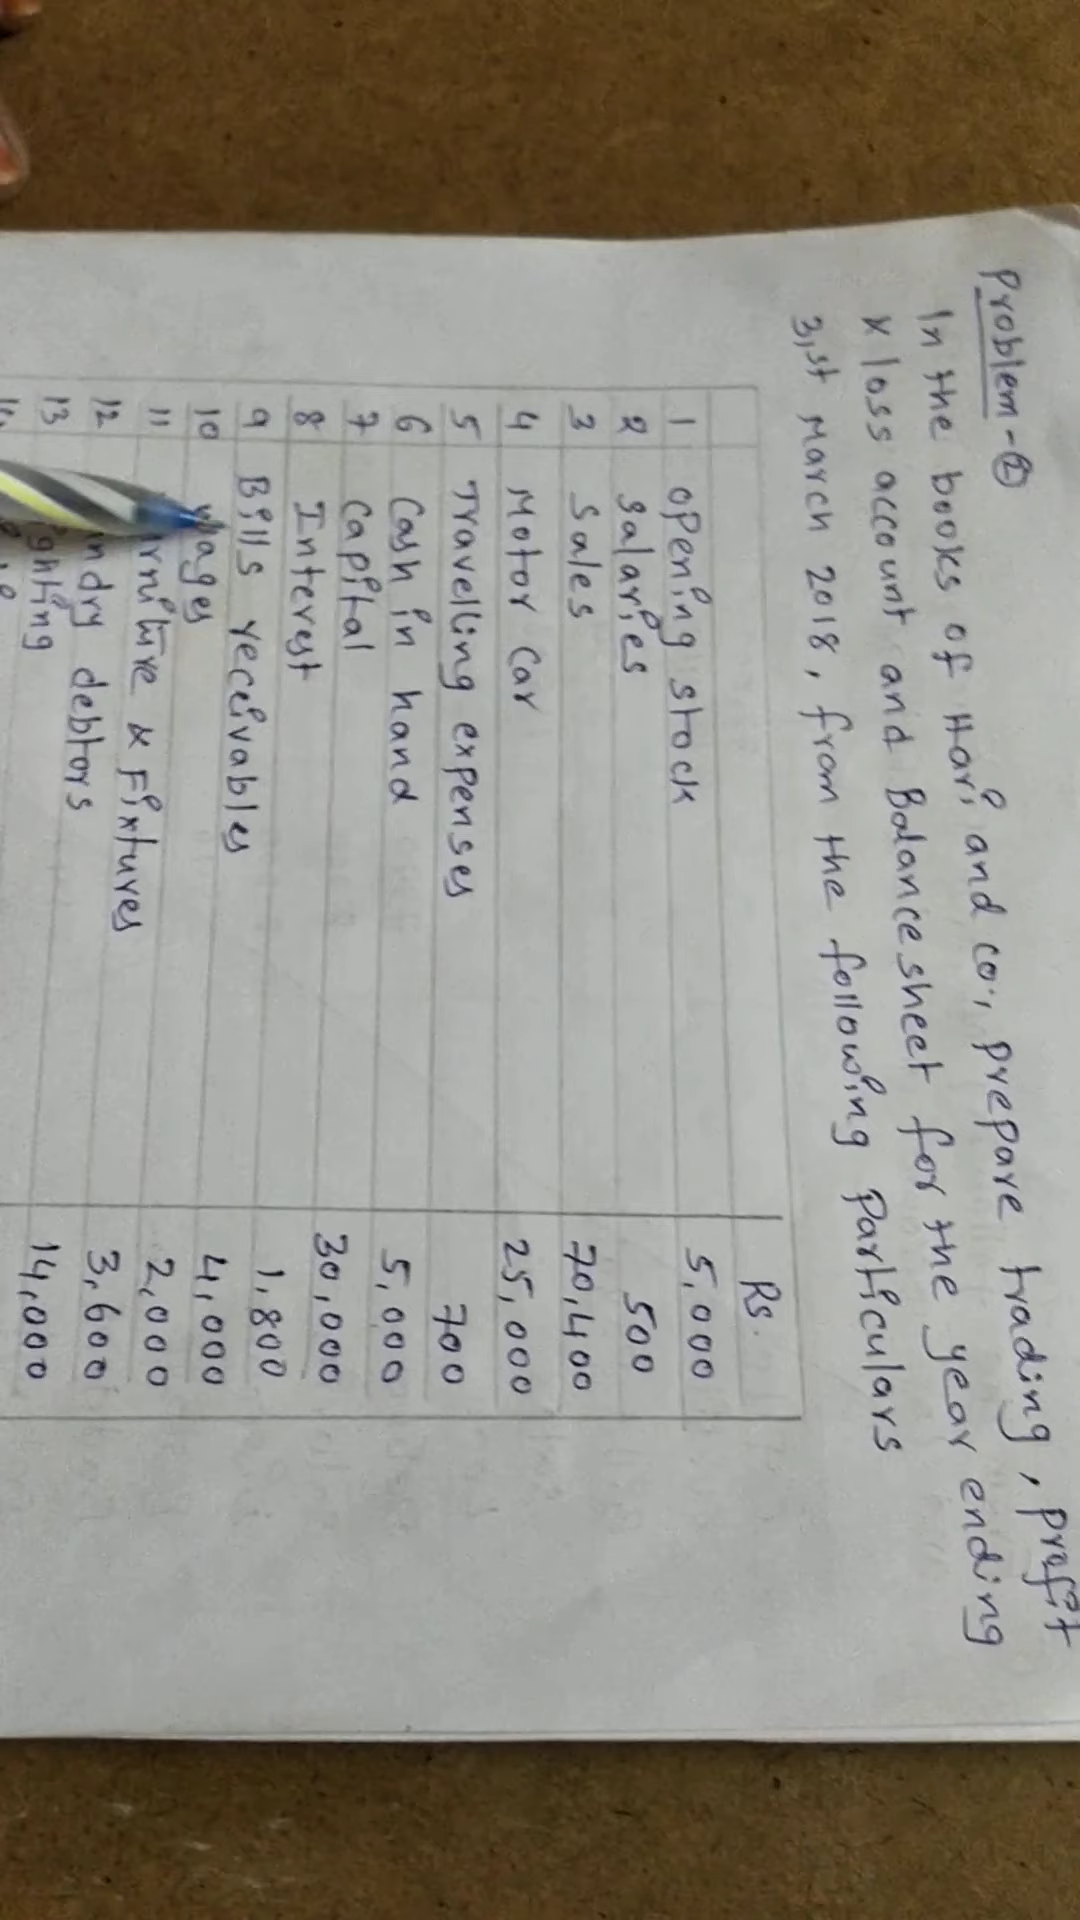 Problem-②
In the books of Hari and co., prepare trading, profit
& loss account and Balance sheet for the year ending
31st March 2018, from the following particulars
Rs.
1 opening stock 5,000
2 salaries 500
3 Sales 70,400
4 Motor car 25,000
5 Travelling expenses 700
6 Cash in hand 5,000
7 Capital 30,000
8 Interest 1,800
9 Bills receivables 4,000
10 wages 2,000
11 rniture & Fixtures 3,600
12 ndry debtors 14,000
13 ghting